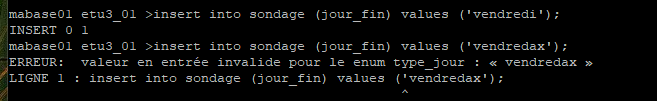 mabase01 etu3_01 >insert into sondage (jour_fin) values ('vendredi');
INSERT 0 1
mabase01 etu3_01 >insert into sondage (jour_fin) values ('vendredax');
ERREUR:  valeur en entrée invalide pour le enum type_jour : « vendredax »
LIGNE 1 : insert into sondage (jour_fin) values ('vendredax');
^